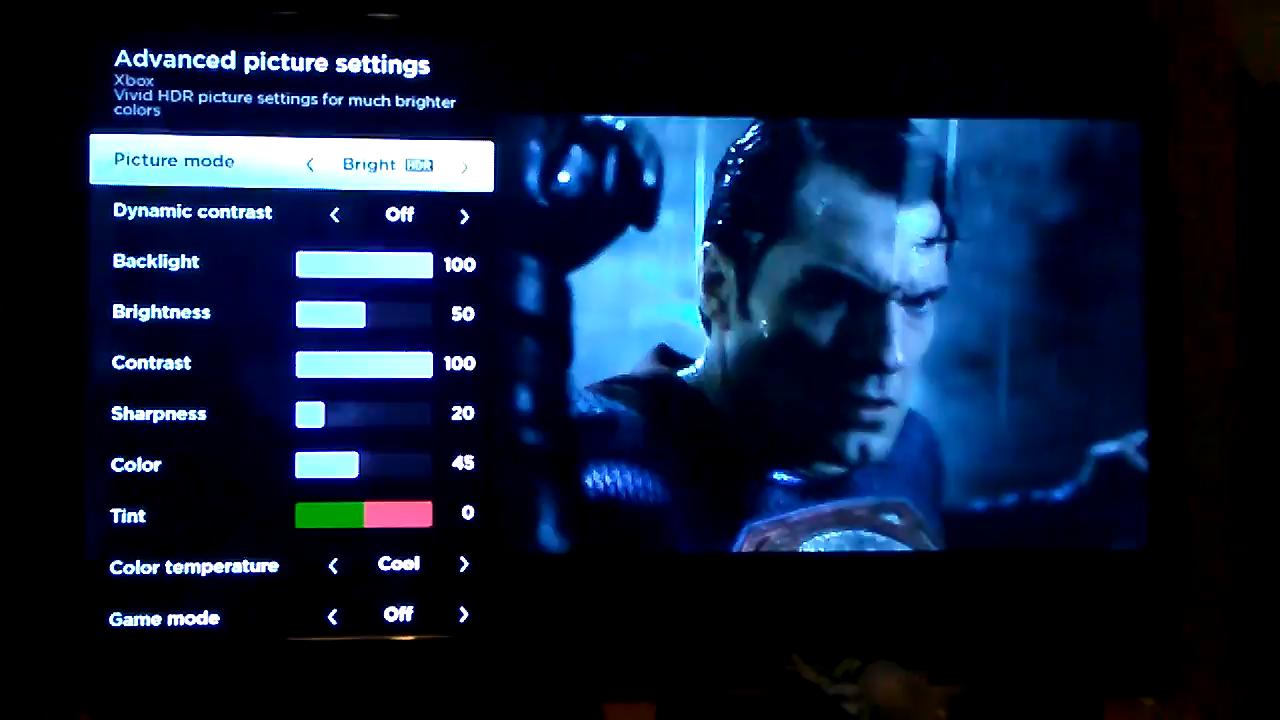 Advanced picture settings
Xbox
Vivid HDR picture settings for much brighter
colors
Picture mode < Bright HDR >
Dynamic contrast < Off >
Backlight 100
Brightness 50
Contrast 100
Sharpness 20
Color 45
Tint 0
Color temperature < Cool >
Game mode < Off >